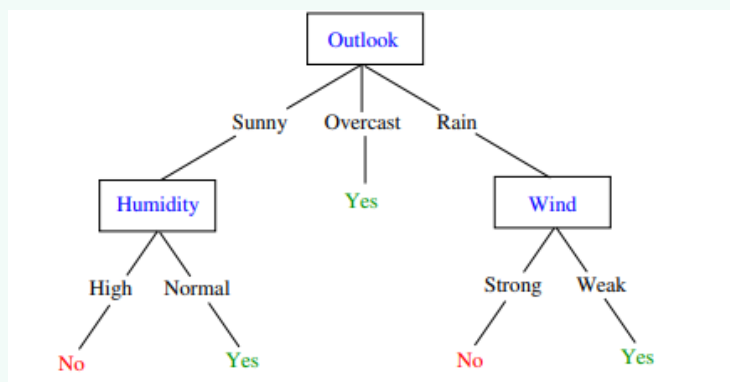 Outlook
Sunny Overcast Rain
Humidity Yes Wind
High Normal Strong Weak
No Yes No Yes